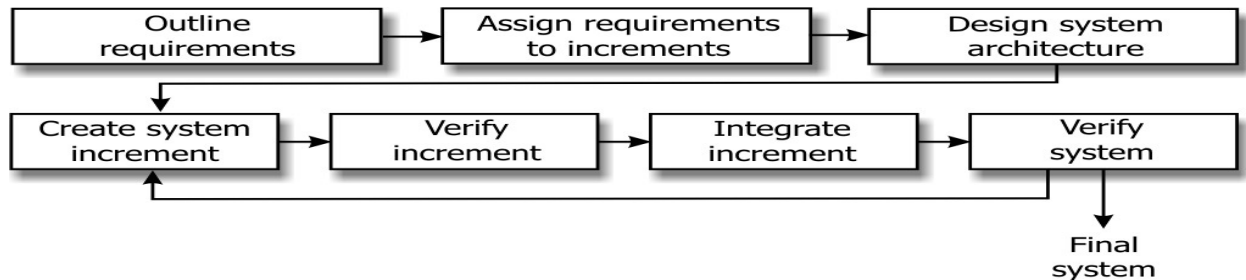 Outline
requirements
Assign requirements
to increments
Design system
architecture
Create system
increment
Verify
increment
Integrate
increment
Verify
system
Final
system